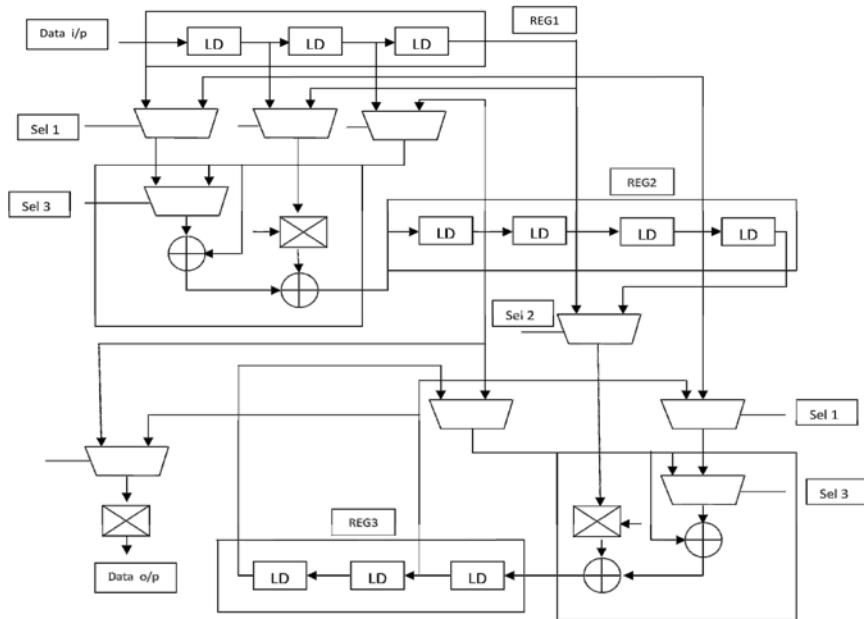 Data i/p
LD
LD
LD
REG1
Sel 1
REG2
Sel 3
LD
LD
LD
LD
Sei 2
Sel 1
Sel 3
REG3
LD
LD
LD
Data o/p